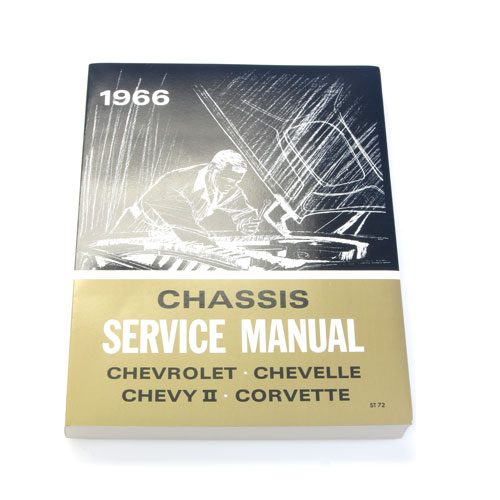 1966
CHASSIS
SERVICE MANUAL
CHEVROLET · CHEVELLE
CHEVY II · CORVETTE
ST 72